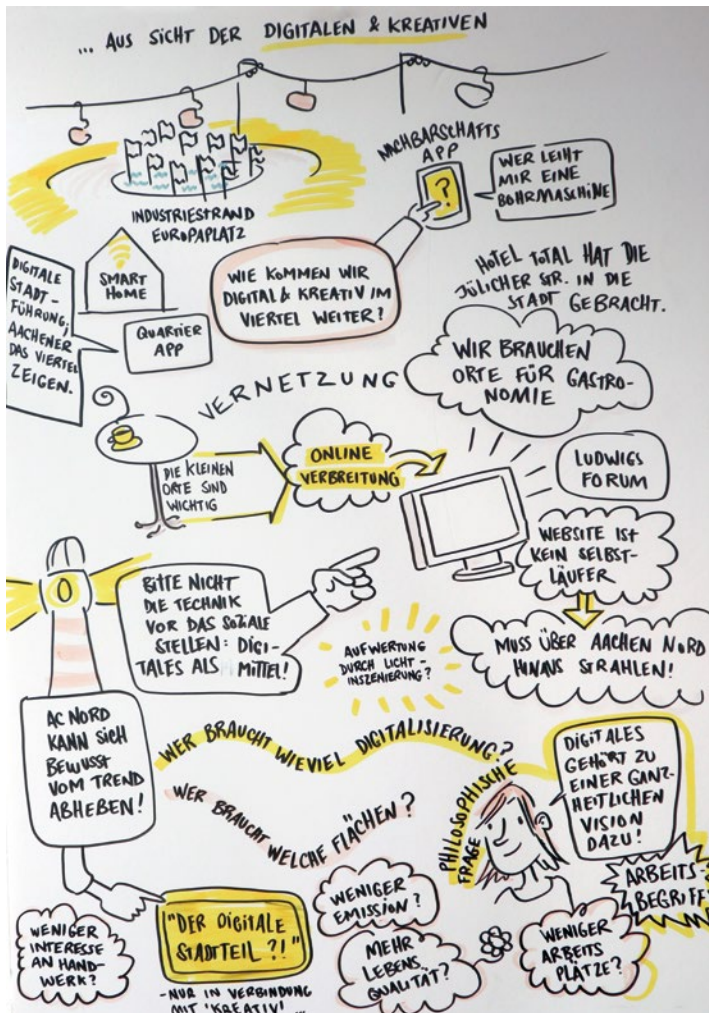 ... AUS SICHT DER DIGITALEN & KREATIVEN
INDUSTRIESTRAND
EUROPAPLATZ
NACHBARSCHAFTS
APP
?
WER LEIHT
MIR EINE
BOHRMASCHINE
DIGITALE
STADT-
FÜHRUNG;
AACHENER
DAS VIERTEL
ZEIGEN.
SMART
HOME
QUARTIER
APP
WIE KOMMEN WIR
DIGITAL & KREATIV IM
VIERTEL WEITER?
HOTEL TOTAL HAT DIE
JÜLICHER STR. IN DIE
STADT GEBRACHT.
WIR BRAUCHEN
ORTE FÜR GASTRO-
NOMIE
VERNETZUNG
DIE KLEINEN
ORTE SIND
WICHTIG
ONLINE
VERBREITUNG
LUDWIGS
FORUM
WEBSITE IST
KEIN SELBST-
LÄUFER
MUSS ÜBER AACHEN NORD
HINAUS STRAHLEN!
BITTE NICHT
DIE TECHNIK
VOR DAS SOZIALE
STELLEN: DIGI-
TALES ALS MITTEL!
AUFWERTUNG
DURCH LICHT-
INSZENIERUNG?
AC NORD
KANN SICH
BEWUSST
VOM TREND
ABHEBEN!
WER BRAUCHT WIEVIEL DIGITALISIERUNG?
WER BRAUCHT WELCHE FLÄCHEN?
PHILOSOPHISCHE
FRAGE
DIGITALES
GEHÖRT ZU
EINER GANZ-
HEITLICHEN
VISION
DAZU!
ARBEITS-
BEGRIFF
WENIGER
INTERESSE
AN HAND-
WERK?
"DER DIGITALE
STADTTEIL?!"
-NUR IN VERBINDUNG
MIT 'KREATIV'...
WENIGER
EMISSION?
MEHR
LEBENS
QUALITÄT?
WENIGER
ARBEITS
PLÄTZE?